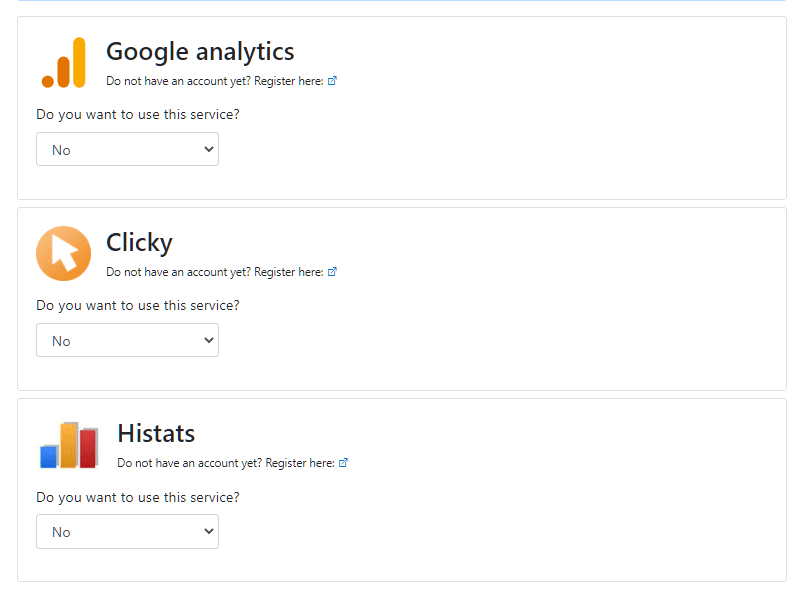 Google analytics
Do not have an account yet? Register here:
Do you want to use this service?
No
Clicky
Do not have an account yet? Register here:
Do you want to use this service?
No
Histats
Do not have an account yet? Register here:
Do you want to use this service?
No